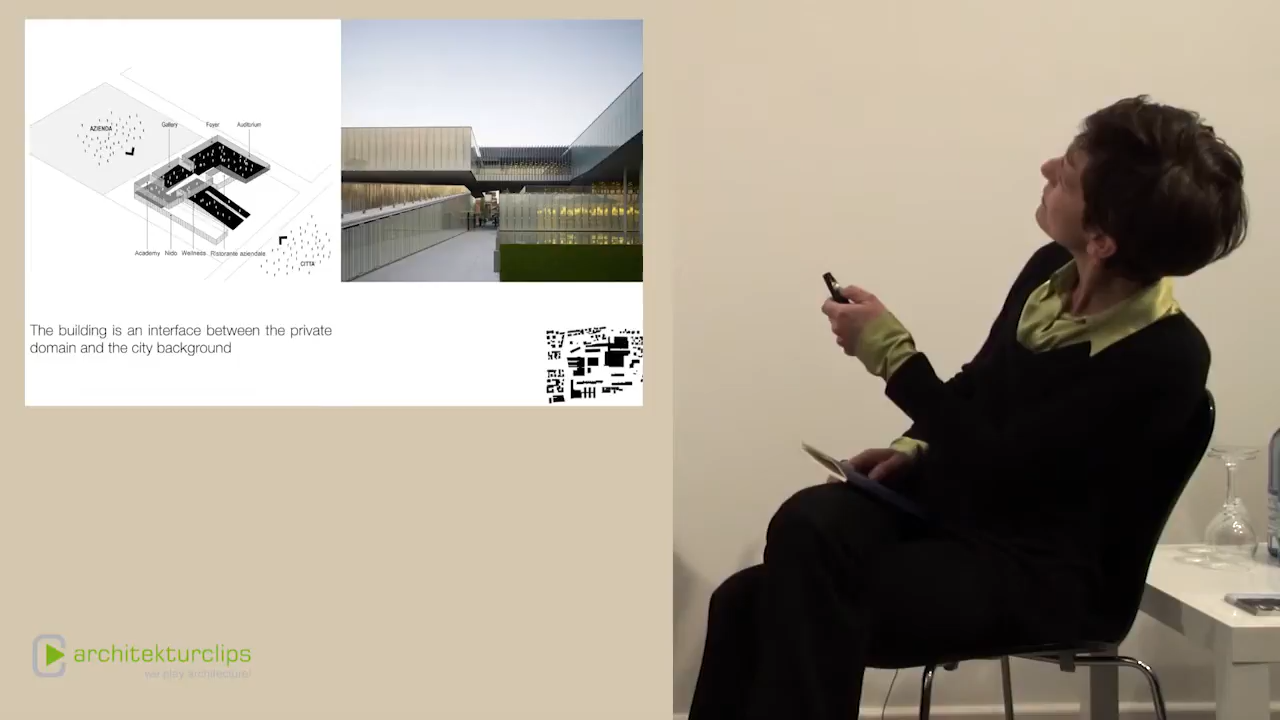 AZIENDA
Gallery Foyer Auditorium
Academy Nido Wellness Ristorante aziendale
CITTA
The building is an interface between the private
domain and the city background
architekturclips
we play architecture!